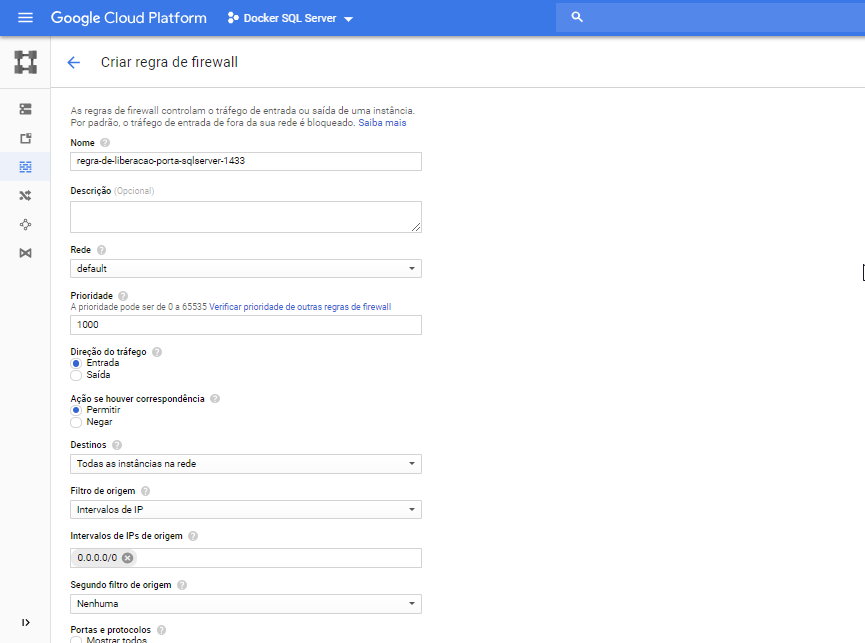 Google Cloud Platform
Docker SQL Server
Criar regra de firewall
As regras de firewall controlam o tráfego de entrada ou saída de uma instância.
Por padrão, o tráfego de entrada de fora da sua rede é bloqueado. Saiba mais
Nome
regra-de-liberacao-porta-sqlserver-1433
Descrição (Opcional)
Rede
default
Prioridade
A prioridade pode ser de 0 a 65535 Verificar prioridade de outras regras de firewall
1000
Direção do tráfego
Entrada
Saída
Ação se houver correspondência
Permitir
Negar
Destinos
Todas as instâncias na rede
Filtro de origem
Intervalos de IP
Intervalos de IPs de origem
0.0.0.0/0
Segundo filtro de origem
Nenhuma
Portas e protocolos
Mostrar todos